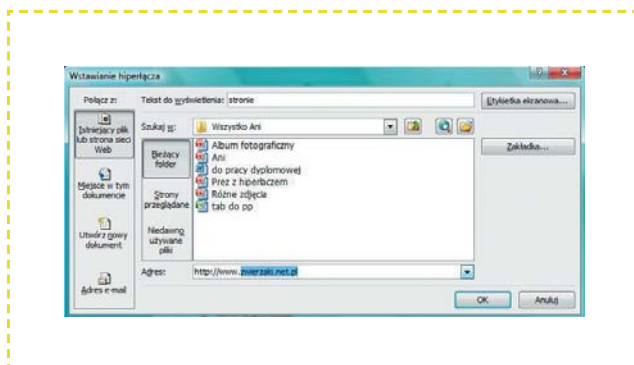 Wstawianie hiperłącza
Połącz z:
Tekst do wyświetlenia: stronie
Etykietka ekranowa...
Istniejący plik
lub strona sieci
Web
Szukaj w:
Wszystko Ani
Zakładka...
Bieżący
folder
Album fotograficzny
Ani
do pracy dyplomowej
Prez z hiperłączem
Różne zdjęcia
tab do pp
Miejsce w tym
dokumencie
Strony
przeglądane
Utwórz nowy
dokument
Niedawno
używane
pliki
Adres e-mail
Adres: http://www.zwierzaki.net.pl
OK
Anuluj